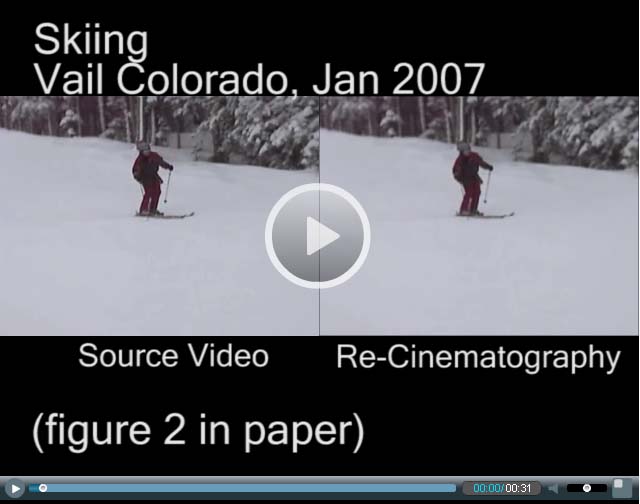 Skiing
Vail Colorado, Jan 2007
Source Video
Re-Cinematography
(figure 2 in paper)
00:00/00:31